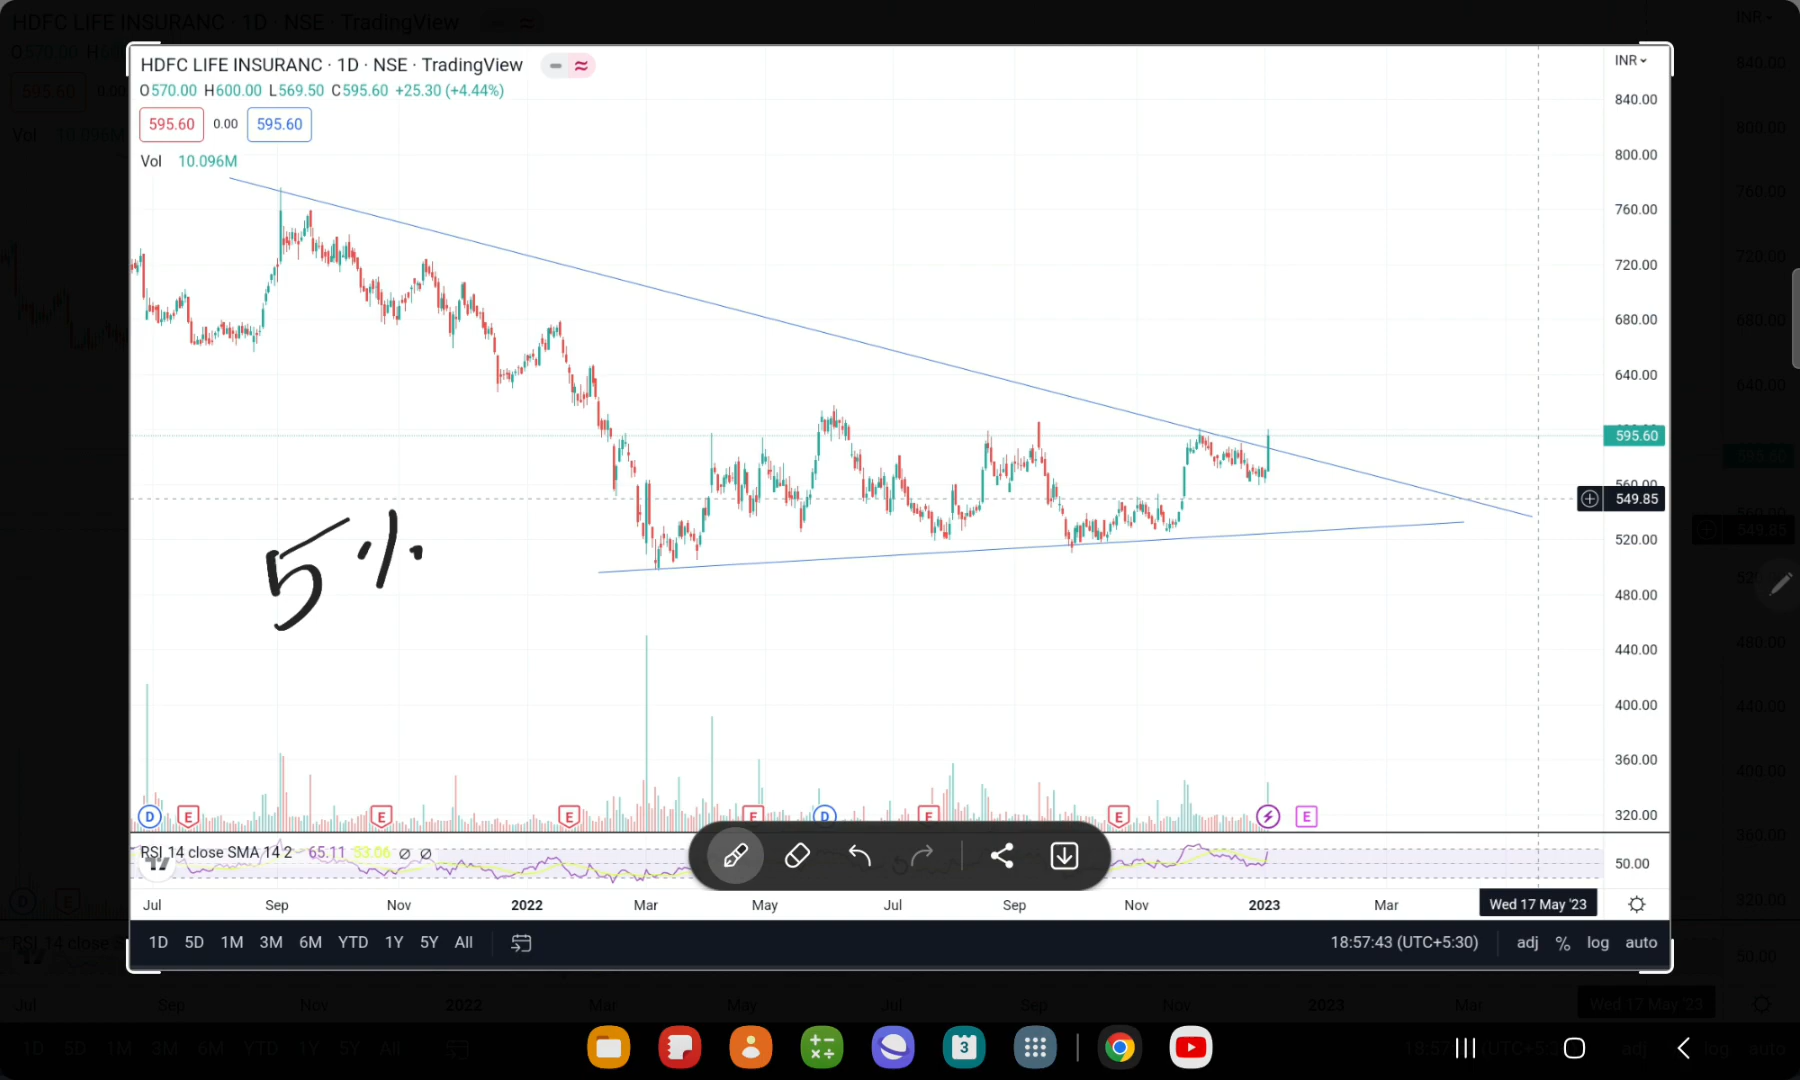 HDFC LIFE INSURANC · 1D · NSE · TradingView
INR
O570.00 H600.00 L569.50 C595.60 +25.30 (+4.44%)
595.60 0.00 595.60
Vol 10.096M
840.00
800.00
760.00
720.00
680.00
640.00
595.60
560.00
549.85
520.00
480.00
440.00
400.00
360.00
320.00
5%
D E E E E D E E E
RSI 14 close SMA 14 2 65.11 53.06 ∅ ∅
50.00
Jul Sep Nov 2022 Mar May Jul Sep Nov 2023 Mar Wed 17 May '23
1D 5D 1M 3M 6M YTD 1Y 5Y All
18:57:43 (UTC+5:30) adj % log auto
3